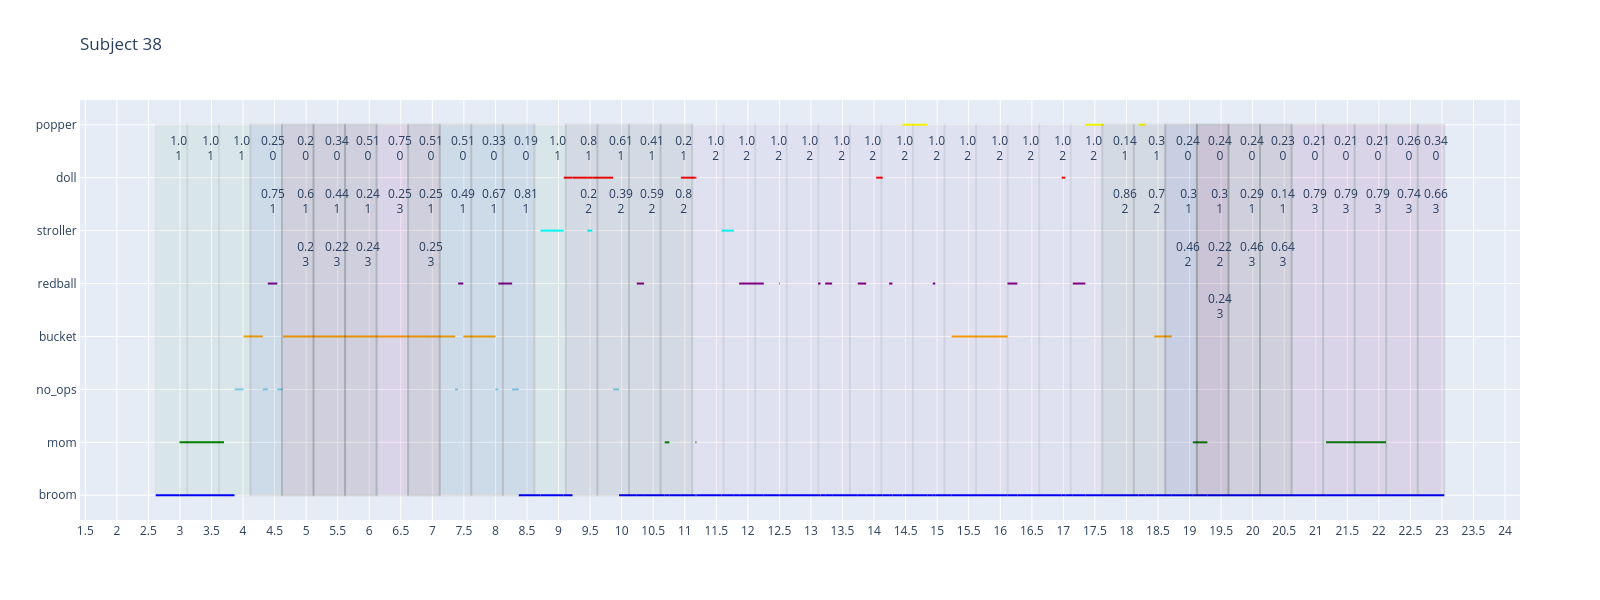 Subject 38
popper
1.0 1.0 1.0 0.25 0.2 0.34 0.51 0.75 0.51 0.51 0.33 0.19 1.0 0.8 0.61 0.41 0.2 1.0 1.0 1.0 1.0 1.0 1.0 1.0 1.0 1.0 1.0 1.0 1.0 1.0 0.14 0.3 0.24 0.24 0.24 0.23 0.21 0.21 0.21 0.26 0.34
1 1 1 0 0 0 0 0 0 0 0 0 1 1 1 1 1 2 2 2 2 2 2 2 2 2 2 2 2 2 1 1 0 0 0 0 0 0 0 0 0
doll
0.75 0.6 0.44 0.24 0.25 0.25 0.49 0.67 0.81 0.2 0.39 0.59 0.8 0.86 0.7 0.3 0.3 0.29 0.14 0.79 0.79 0.79 0.74 0.66
1 1 1 1 3 1 1 1 1 2 2 2 2 2 2 1 1 1 1 3 3 3 3 3
stroller
0.2 0.22 0.24 0.25 0.46 0.22 0.46 0.64
3 3 3 3 2 2 3 3
redball
0.24
3
bucket
no_ops
mom
broom
1.5 2 2.5 3 3.5 4 4.5 5 5.5 6 6.5 7 7.5 8 8.5 9 9.5 10 10.5 11 11.5 12 12.5 13 13.5 14 14.5 15 15.5 16 16.5 17 17.5 18 18.5 19 19.5 20 20.5 21 21.5 22 22.5 23 23.5 24